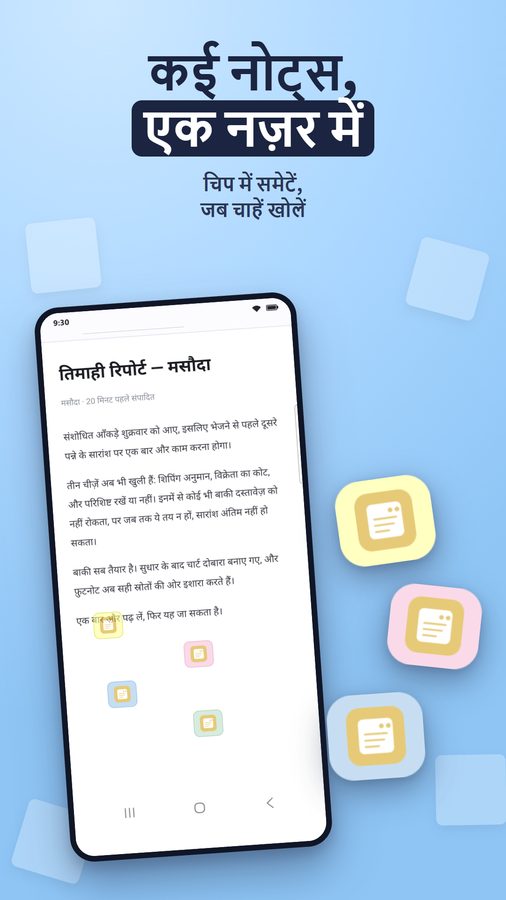 कई नोट्स,
एक नज़र में
चिप में समेटें,
जब चाहें खोलें
9:30
तिमाही रिपोर्ट – मसौदा
मसौदा · 20 मिनट पहले संपादित
संशोधित आँकड़े शुक्रवार को आए, इसलिए भेजने से पहले दूसरे
पन्ने के सारांश पर एक बार और काम करना होगा।
तीन चीज़ें अब भी खुली हैं: शिपिंग अनुमान, विक्रेता का कोट,
और परिशिष्ट रखें या नहीं। इनमें से कोई भी बाकी दस्तावेज़ को
नहीं रोकता, पर जब तक ये तय न हों, सारांश अंतिम नहीं हो
सकता।
बाकी सब तैयार है। सुधार के बाद चार्ट दोबारा बनाए गए, और
फ़ुटनोट अब सही स्रोतों की ओर इशारा करते हैं।
एक बार और पढ़ लें, फिर यह जा सकता है।